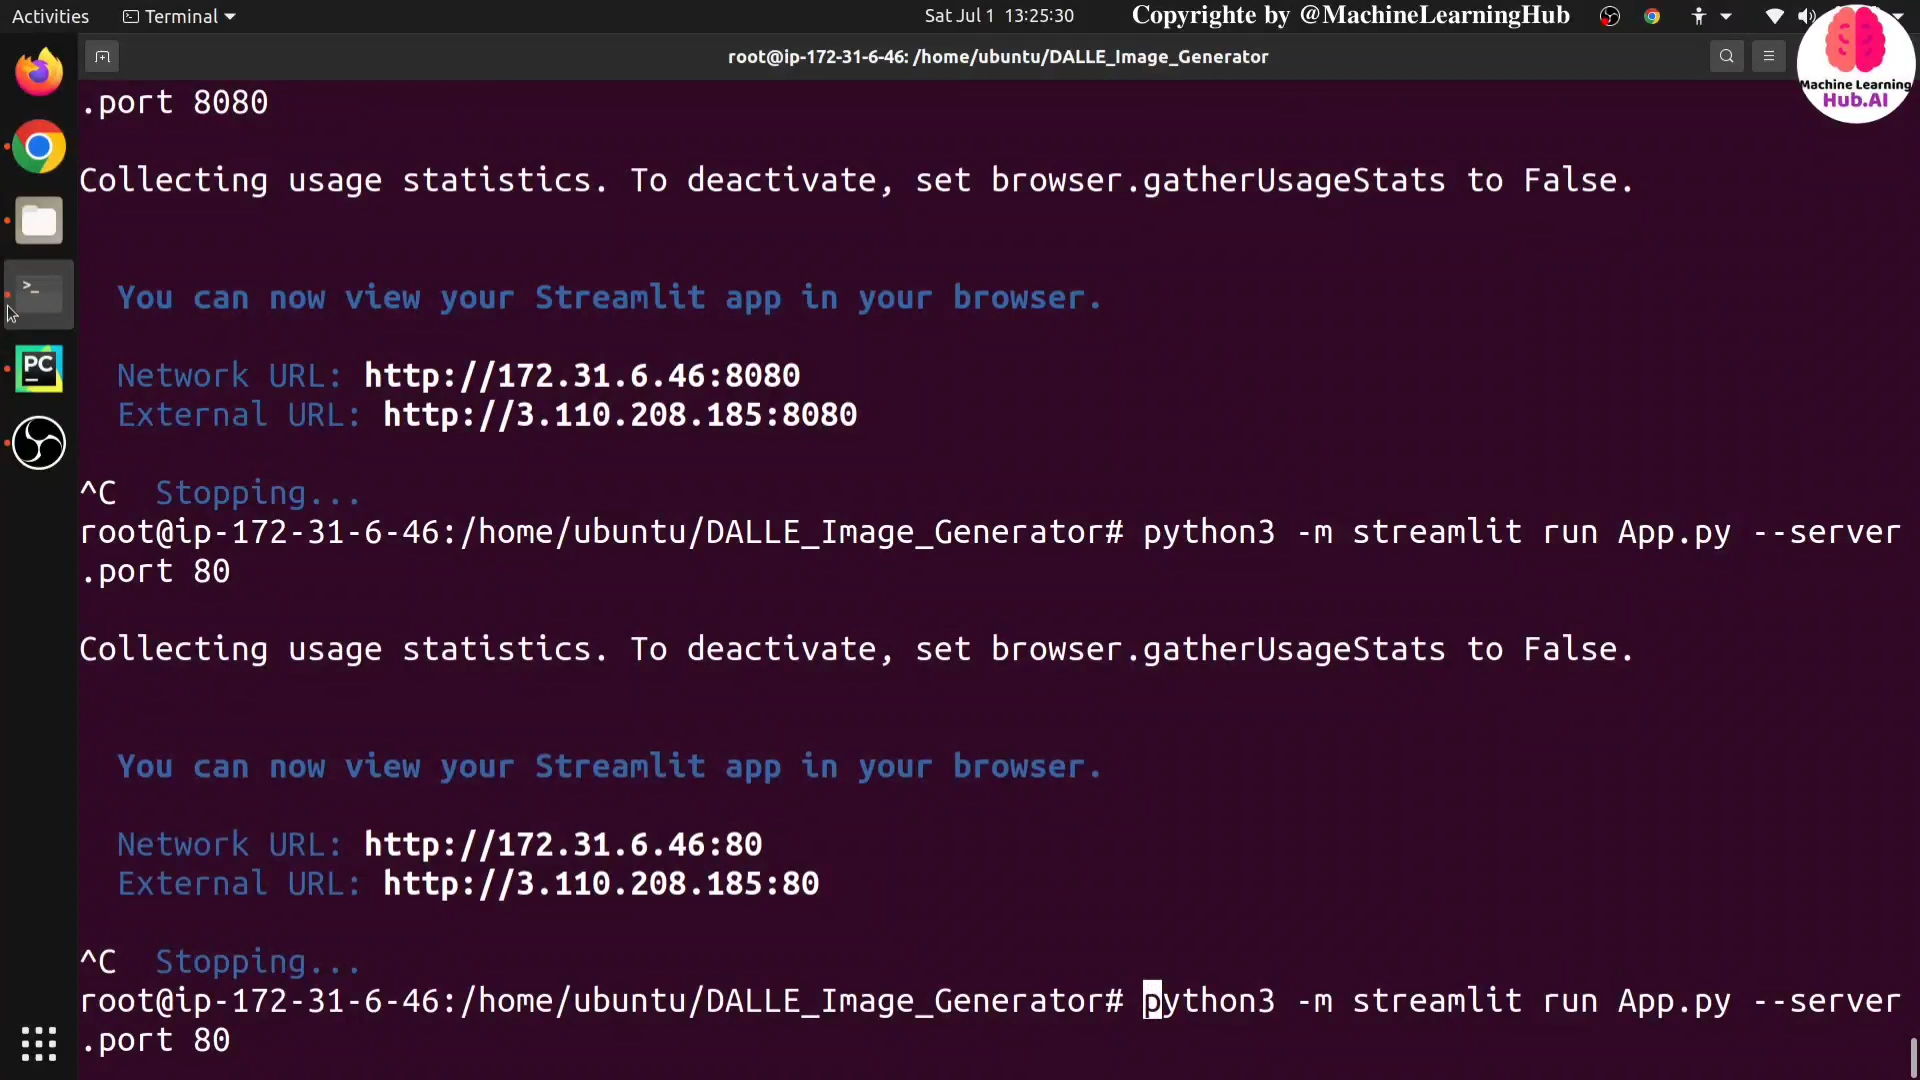 Activities Terminal Sat Jul 1 13:25:30 Copyrighte by @MachineLearningHub
root@ip-172-31-6-46: /home/ubuntu/DALLE_Image_Generator
Machine Learning
Hub.AI
.port 8080
Collecting usage statistics. To deactivate, set browser.gatherUsageStats to False.
You can now view your Streamlit app in your browser.
Network URL: http://172.31.6.46:8080
External URL: http://3.110.208.185:8080
^C Stopping...
root@ip-172-31-6-46:/home/ubuntu/DALLE_Image_Generator# python3 -m streamlit run App.py --server
.port 80
Collecting usage statistics. To deactivate, set browser.gatherUsageStats to False.
You can now view your Streamlit app in your browser.
Network URL: http://172.31.6.46:80
External URL: http://3.110.208.185:80
^C Stopping...
root@ip-172-31-6-46:/home/ubuntu/DALLE_Image_Generator# python3 -m streamlit run App.py --server
.port 80
>_
PC